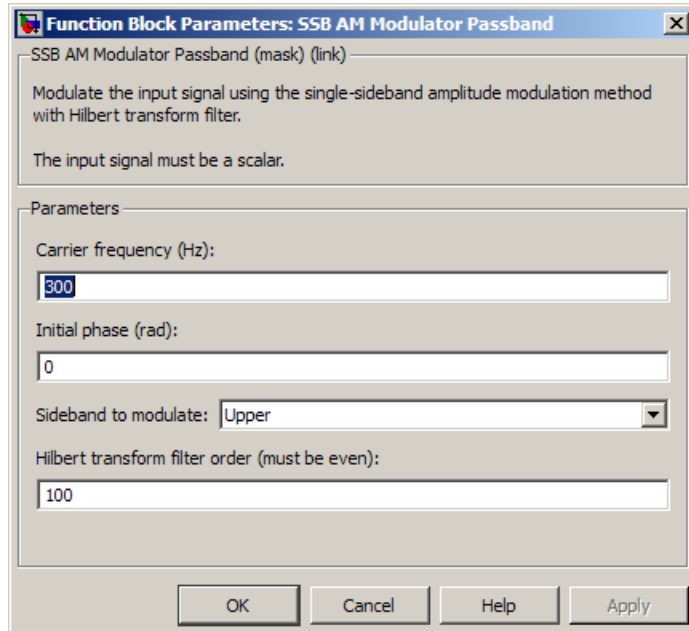 Function Block Parameters: SSB AM Modulator Passband
SSB AM Modulator Passband (mask) (link)
Modulate the input signal using the single-sideband amplitude modulation method
with Hilbert transform filter.
The input signal must be a scalar.
Parameters
Carrier frequency (Hz):
300
Initial phase (rad):
0
Sideband to modulate: Upper
Hilbert transform filter order (must be even):
100
OK Cancel Help Apply